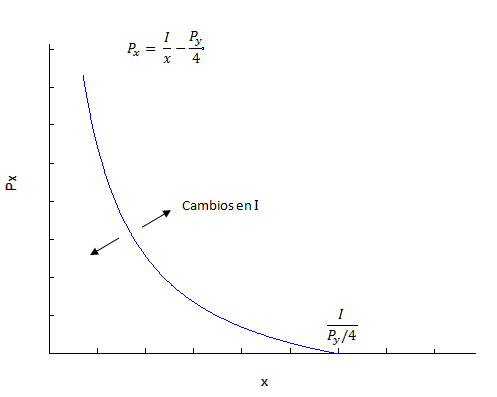 P_x = I/x − P_y/4
Px
Cambios en I
I/(P_y/4)
x